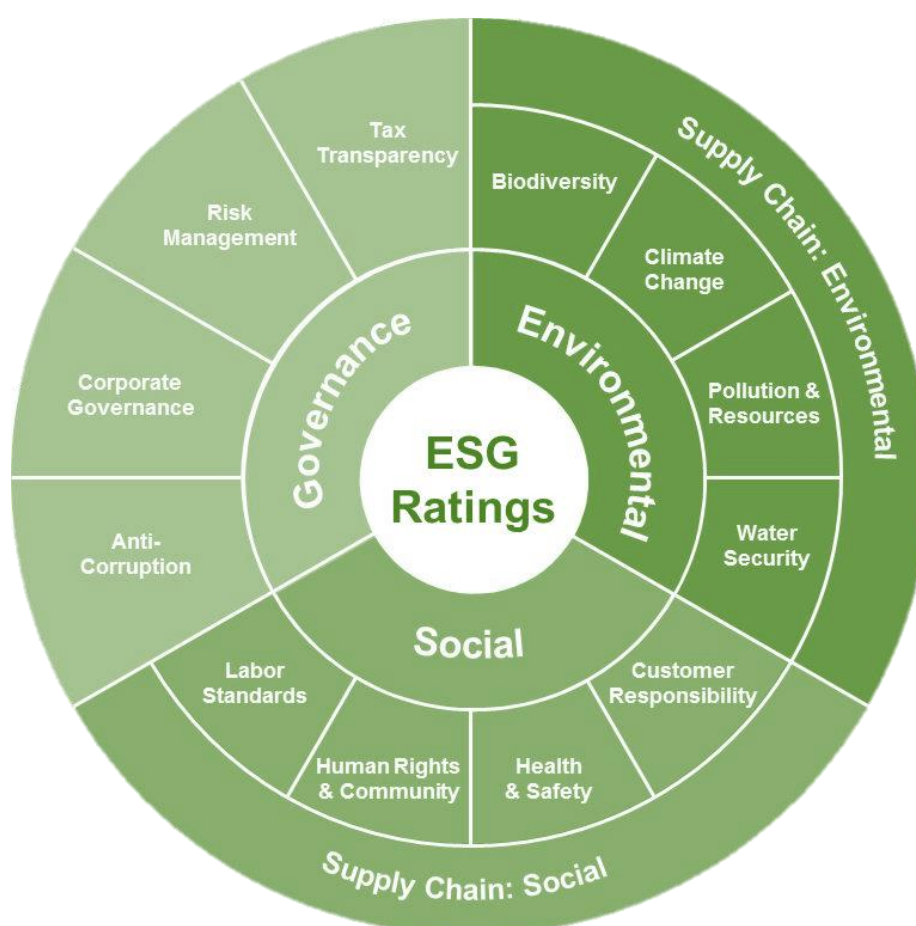 ESG
Ratings
Environmental
Biodiversity
Climate
Change
Pollution &
Resources
Water
Security
Supply Chain: Environmental
Social
Customer
Responsibility
Health
& Safety
Human Rights
& Community
Labor
Standards
Supply Chain: Social
Governance
Anti-
Corruption
Corporate
Governance
Risk
Management
Tax
Transparency